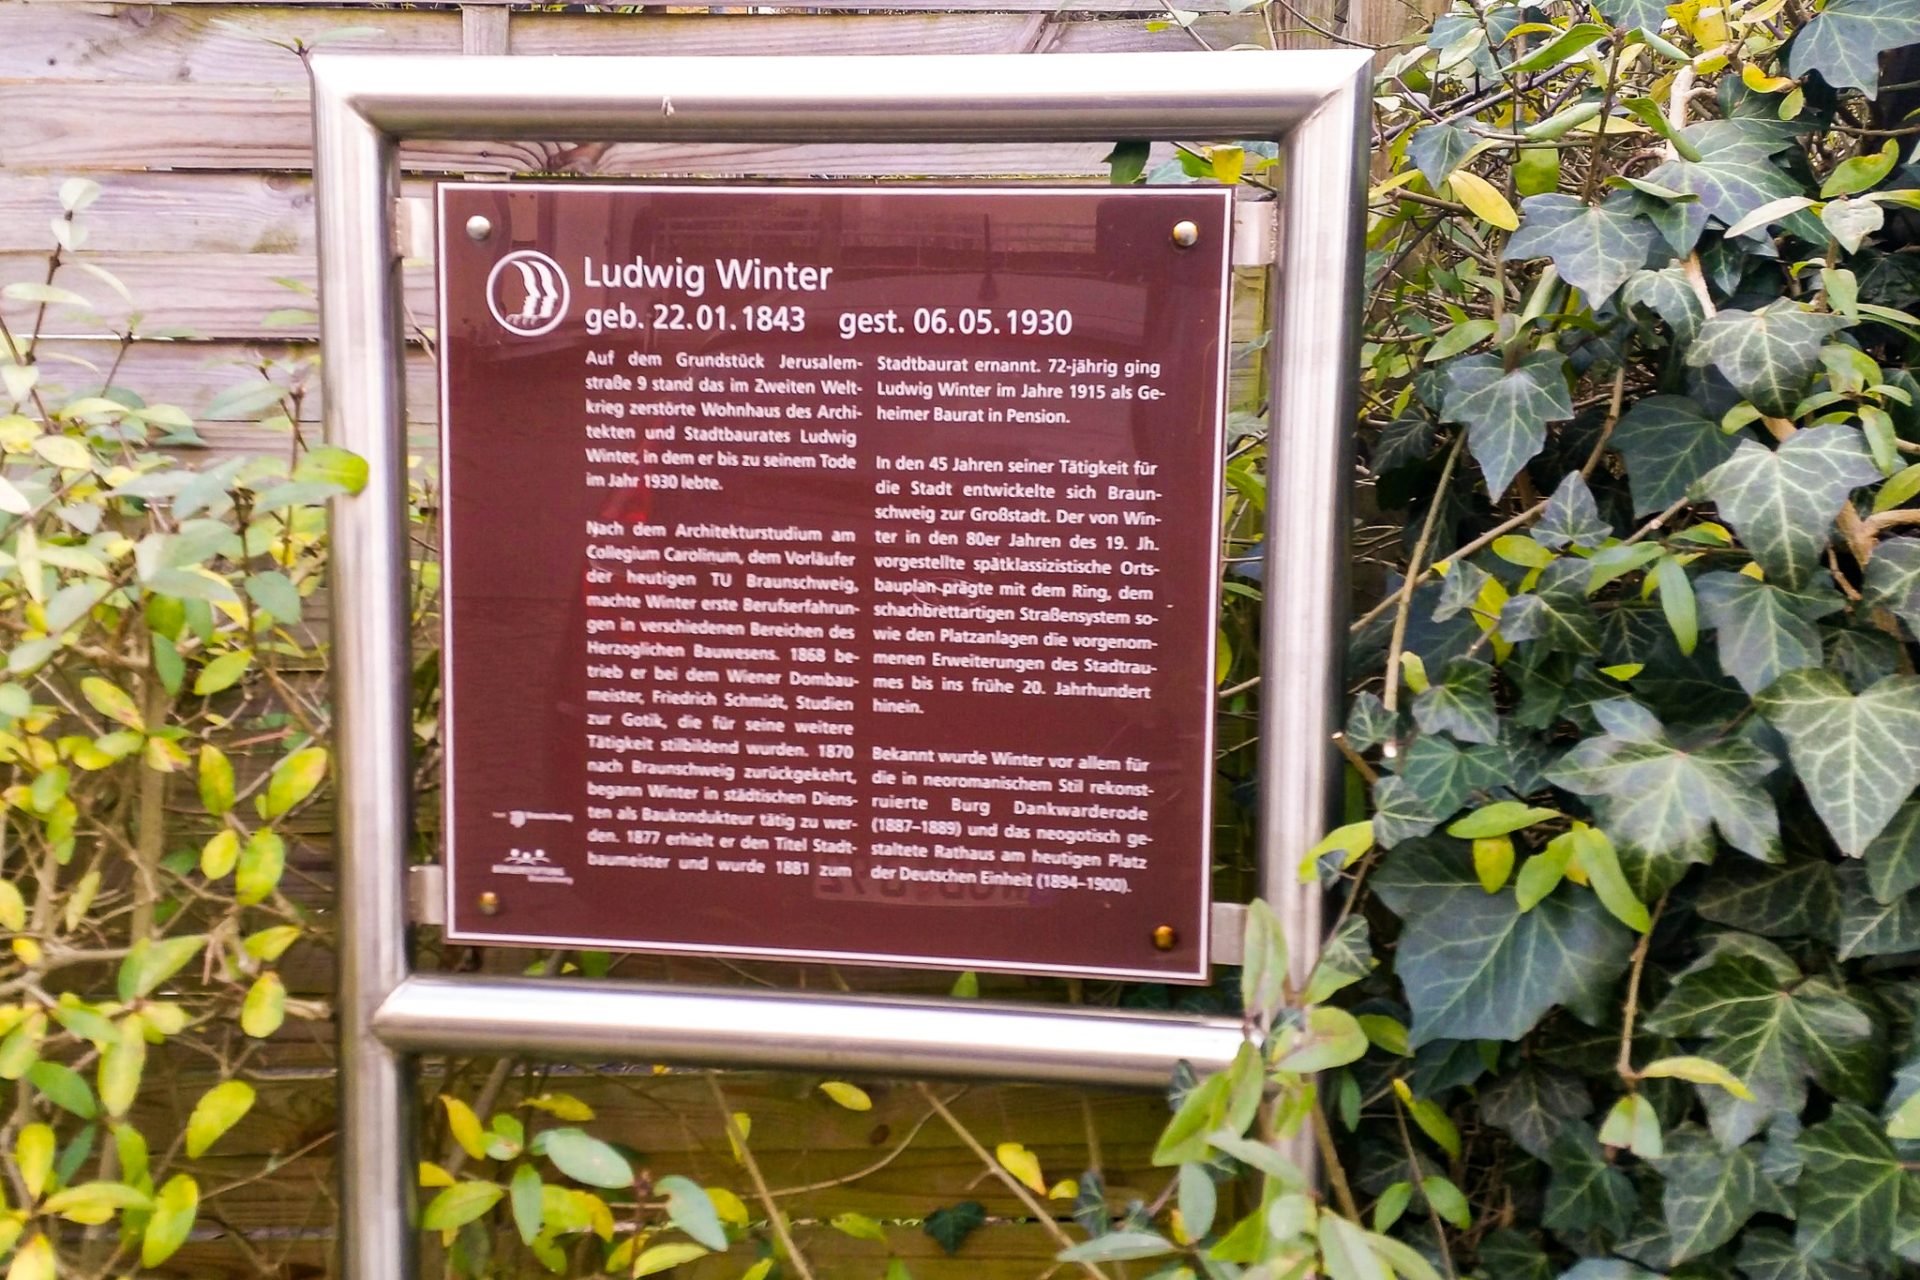 Ludwig Winter
geb. 22.01.1843 gest. 06.05.1930
Auf dem Grundstück Jerusalem-
straße 9 stand das im Zweiten Welt-
krieg zerstörte Wohnhaus des Archi-
tekten und Stadtbaurates Ludwig
Winter, in dem er bis zu seinem Tode
im Jahr 1930 lebte.
Nach dem Architekturstudium am
Collegium Carolinum, dem Vorläufer
der heutigen TU Braunschweig,
machte Winter erste Berufserfahrun-
gen in verschiedenen Bereichen des
Herzoglichen Bauwesens. 1868 be-
trieb er bei dem Wiener Dombau-
meister, Friedrich Schmidt, Studien
zur Gotik, die für seine weitere
Tätigkeit stilbildend wurden. 1870
nach Braunschweig zurückgekehrt,
begann Winter in städtischen Diens-
ten als Baukondukteur tätig zu wer-
den. 1877 erhielt er den Titel Stadt-
baumeister und wurde 1881 zum
Stadtbaurat ernannt. 72-jährig ging
Ludwig Winter im Jahre 1915 als Ge-
heimer Baurat in Pension.
In den 45 Jahren seiner Tätigkeit für
die Stadt entwickelte sich Braun-
schweig zur Großstadt. Der von Win-
ter in den 80er Jahren des 19. Jh.
vorgestellte spätklassizistische Orts-
bauplan prägte mit dem Ring, dem
schachbrettartigen Straßensystem so-
wie den Platzanlagen die vorgenom-
menen Erweiterungen des Stadtrau-
mes bis ins frühe 20. Jahrhundert
hinein.
Bekannt wurde Winter vor allem für
die in neoromanischem Stil rekonst-
ruierte Burg Dankwarderode
(1887–1889) und das neogotisch ge-
staltete Rathaus am heutigen Platz
der Deutschen Einheit (1894–1900).